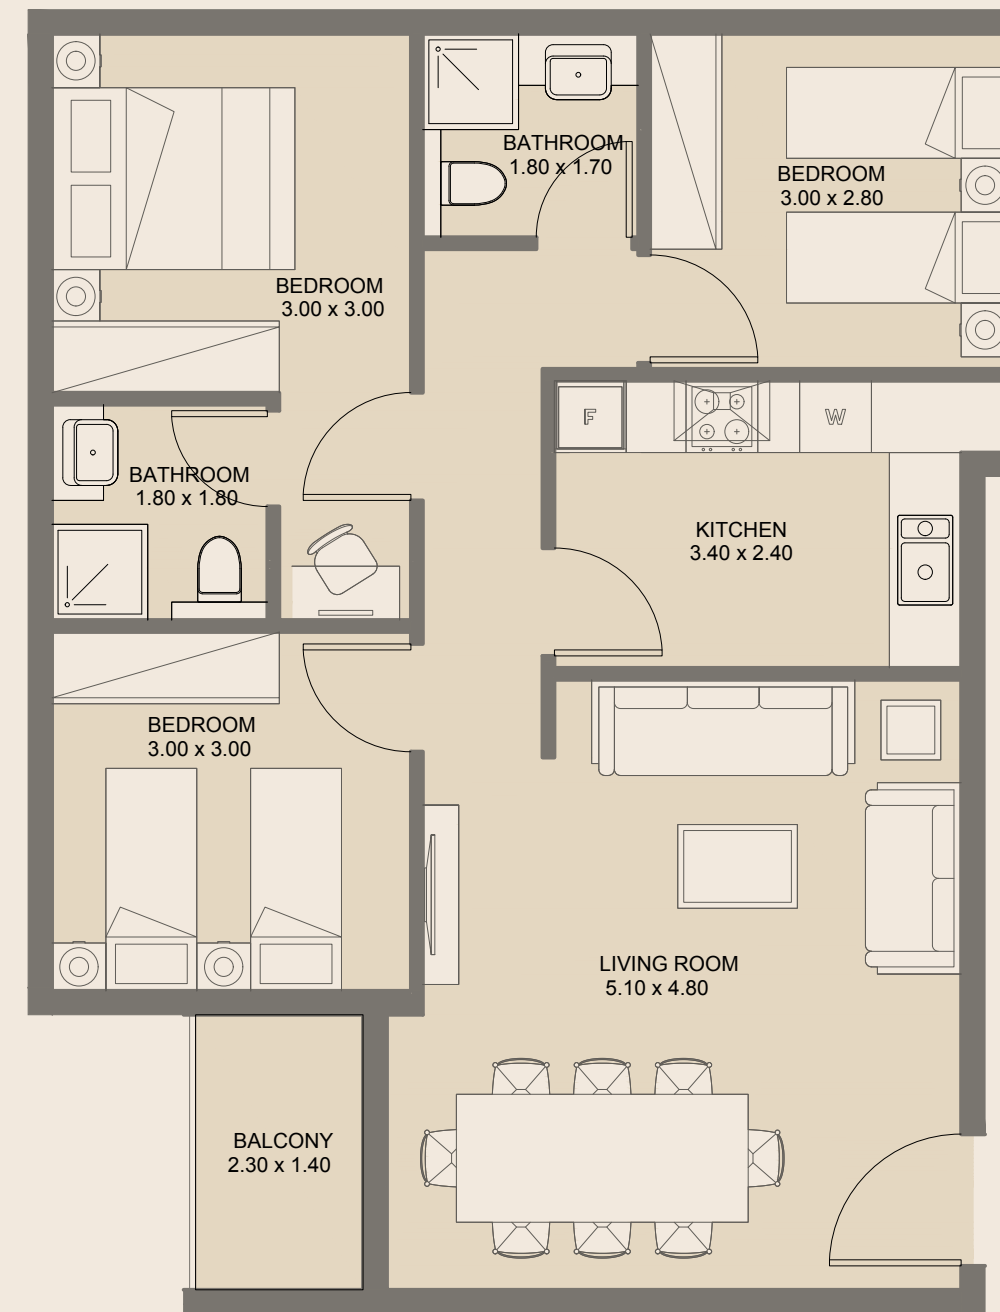 BATHROOM
1.80 x 1.70
BEDROOM
3.00 x 2.80
BEDROOM
3.00 x 3.00
F
W
BATHROOM
1.80 x 1.80
KITCHEN
3.40 x 2.40
BEDROOM
3.00 x 3.00
LIVING ROOM
5.10 x 4.80
BALCONY
2.30 x 1.40